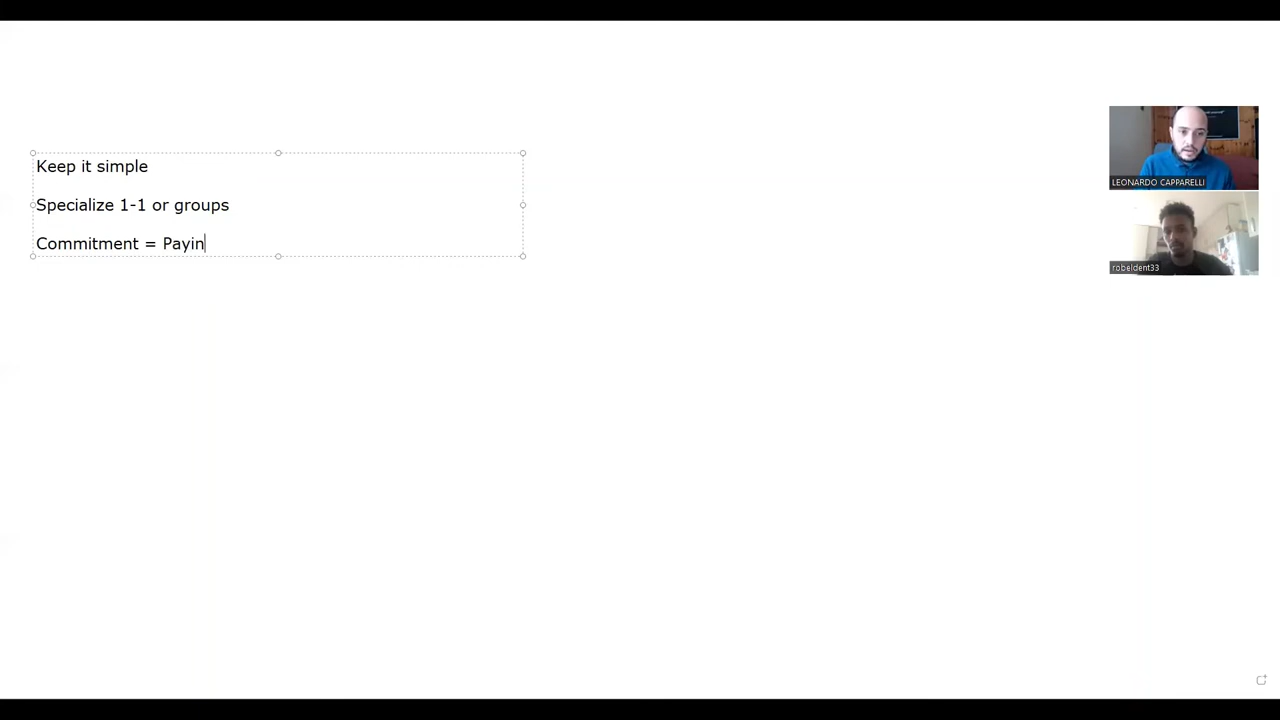 Keep it simple
Specialize 1-1 or groups
Commitment = Payin
LEONARDO CAPPARELLI
robeldent33